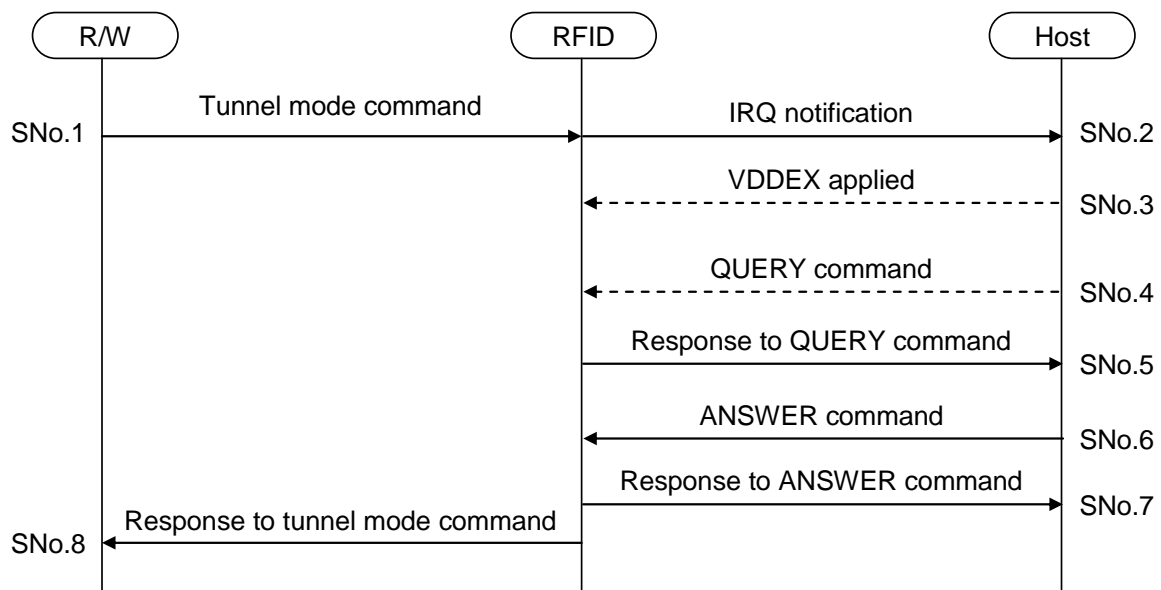 R/W
RFID
Host
Tunnel mode command
IRQ notification
SNo.1
SNo.2
VDDEX applied
SNo.3
QUERY command
SNo.4
Response to QUERY command
SNo.5
ANSWER command
SNo.6
Response to ANSWER command
SNo.7
Response to tunnel mode command
SNo.8